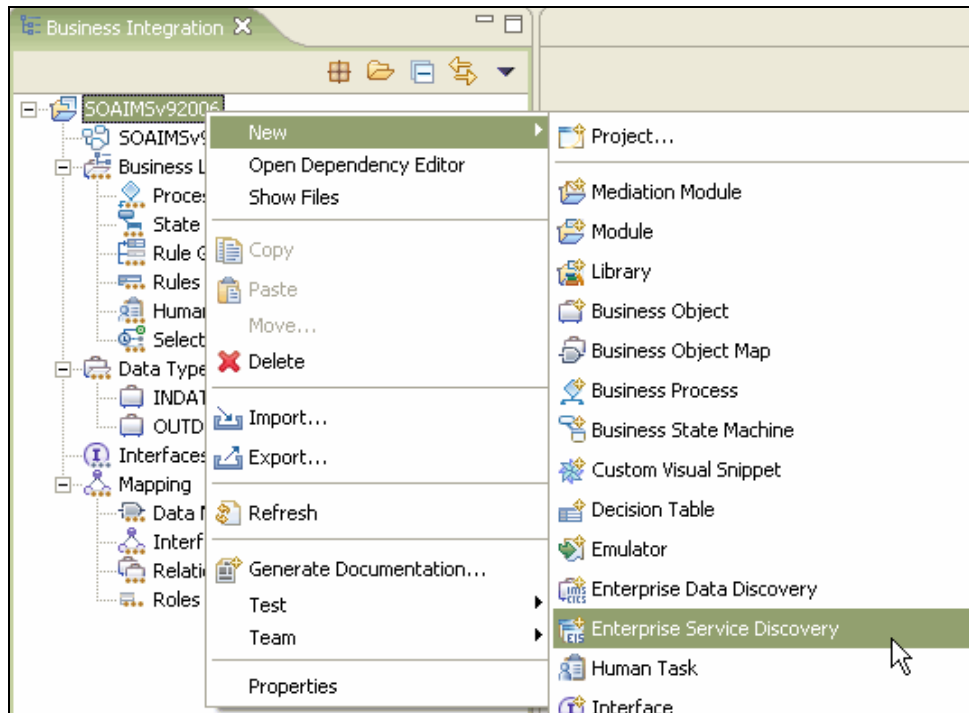 Business Integration
SOAIMSv92006
SOAIMSv9
Business L
Proces
State
Rule G
Rules
Human
Select
Data Type
INDAT
OUTD
Interfaces
Mapping
Data M
Interf
Relatio
Roles
New
Open Dependency Editor
Show Files
Copy
Paste
Move...
Delete
Import...
Export...
Refresh
Generate Documentation...
Test
Team
Properties
Project...
Mediation Module
Module
Library
Business Object
Business Object Map
Business Process
Business State Machine
Custom Visual Snippet
Decision Table
Emulator
Enterprise Data Discovery
Enterprise Service Discovery
Human Task
Interface